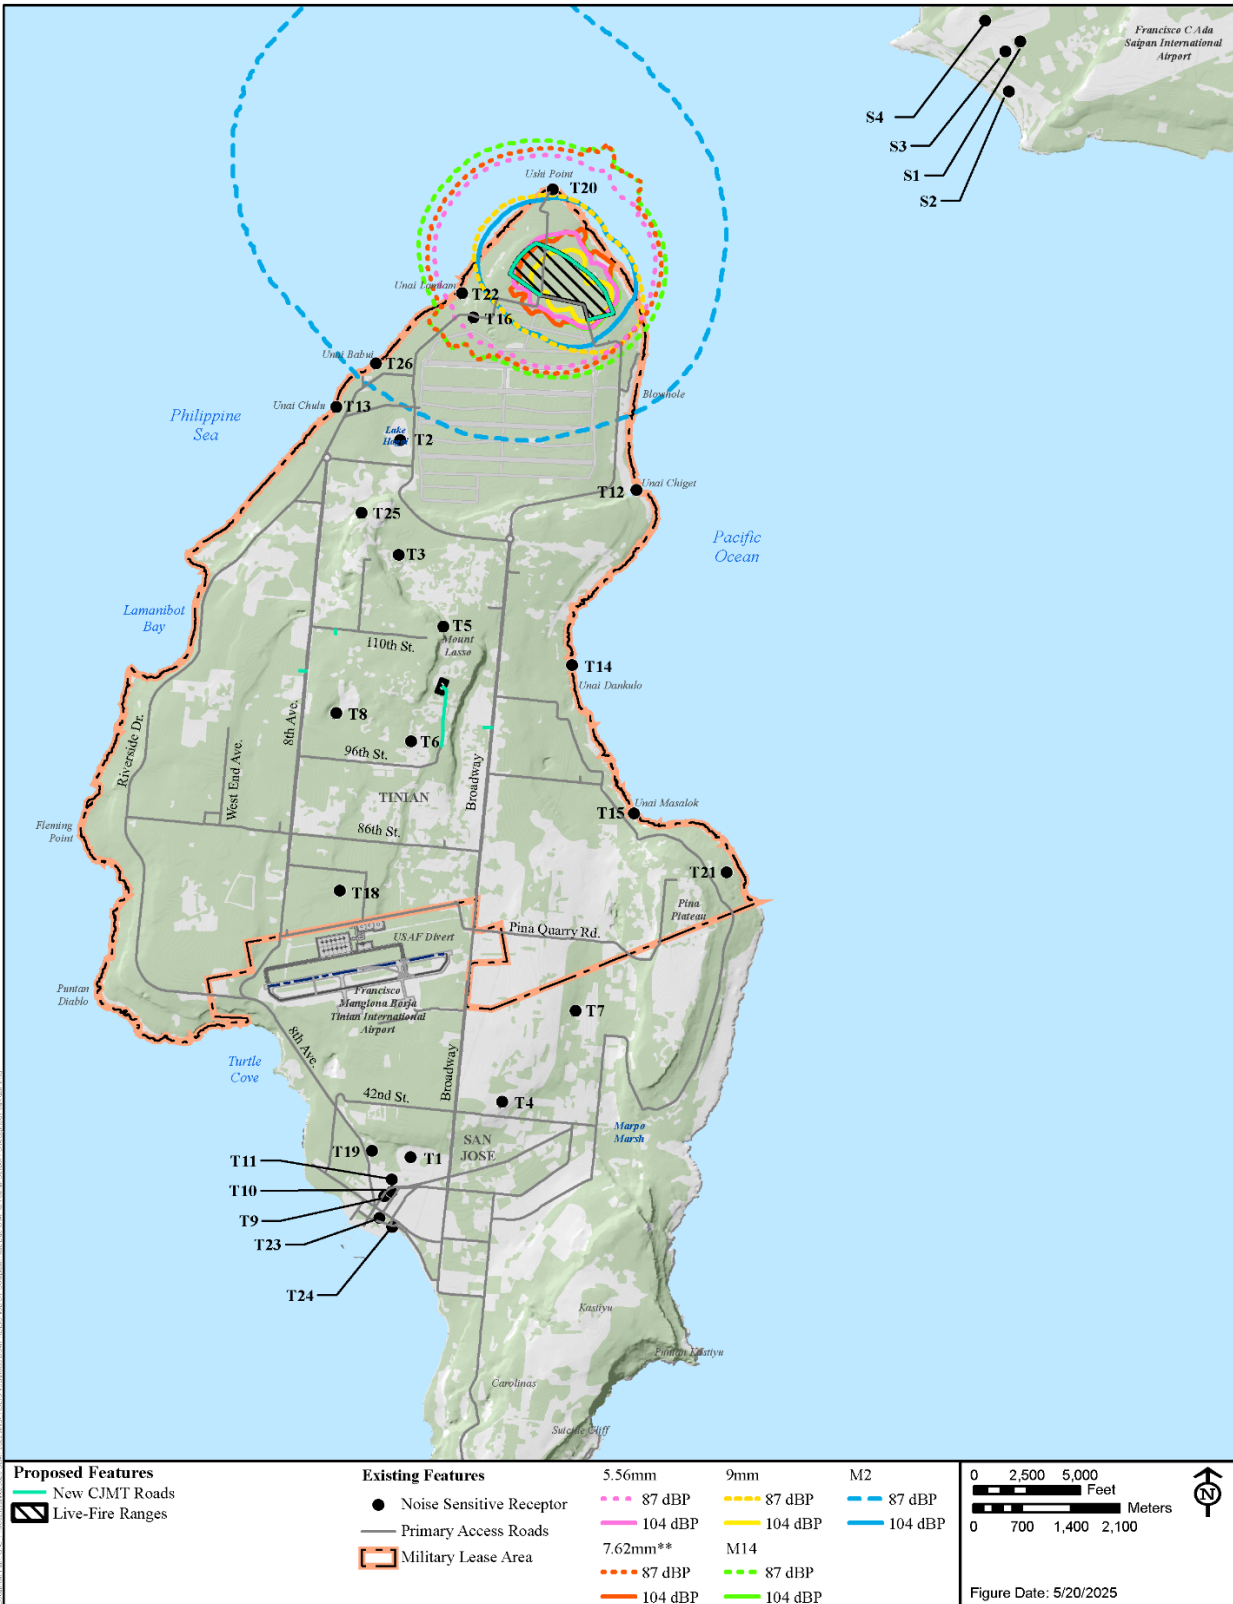 Francisco C Ada
Saipan International
Airport
S4
S3
S1
S2
Ushi Point
T20
Unai Lamlam
T22
T16
Unai Babui
T26
Unai Chulu
T13
Blowhole
Philippine
Sea
Lake
Hagoi
T2
T12
Unai Chiget
T25
Pacific
Ocean
T3
Lamanibot
Bay
T5
Mount
Lasso
110th St.
T14
Unai Dankulo
8th Ave.
T8
Riverside Dr.
T6
96th St.
West End Ave.
Broadway
TINIAN
Unai Masalok
T15
Fleming
Point
86th St.
T21
T18
Pina
Plateau
Pina Quarry Rd.
USAF Divert
Puntan
Diablo
Francisco
Manglona Borja
Tinian International
Airport
T7
8th Ave.
Turtle
Cove
Broadway
42nd St.
T4
Marpo
Marsh
SAN
JOSE
T19
T1
T11
T10
T9
T23
T24
Kastiyu
Puntan Kastiyu
Carolinas
Suicide Cliff
Proposed Features
New CJMT Roads
Live-Fire Ranges
Existing Features
Noise Sensitive Receptor
Primary Access Roads
Military Lease Area
5.56mm
87 dBP
104 dBP
7.62mm**
87 dBP
104 dBP
9mm
87 dBP
104 dBP
M14
87 dBP
104 dBP
M2
87 dBP
104 dBP
0 2,500 5,000
Feet
Meters
0 700 1,400 2,100
N
Figure Date: 5/20/2025